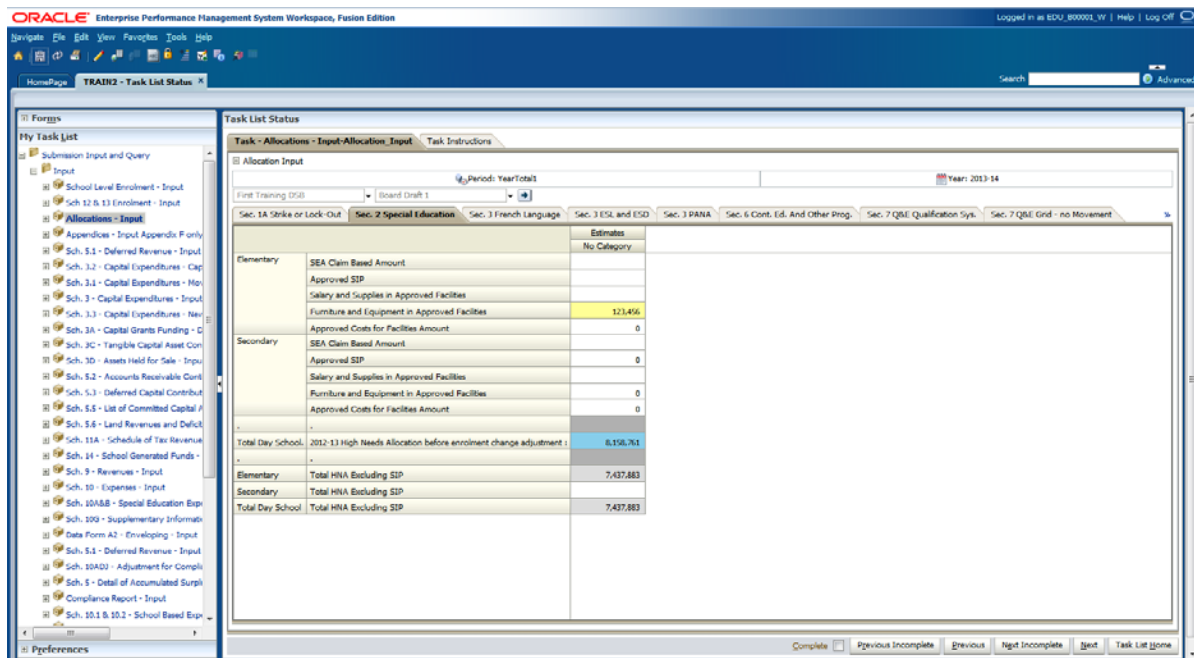 ORACLE® Enterprise Performance Management System Workspace, Fusion Edition
Logged in as EDU_B00001_W | Help | Log Off
Navigate File Edit View Favorites Tools Help
HomePage TRAIN2 - Task List Status ×
Search Advanced
Forms
My Task List
Submission Input and Query
Input
School Level Enrolment - Input
Sch 12 & 13 Enrolment - Input
Allocations - Input
Appendices - Input Appendix F only
Sch. 5.1 - Deferred Revenue - Input
Sch. 3.2 - Capital Expenditures - Cap
Sch. 3.1 - Capital Expenditures - Mov
Sch. 3 - Capital Expenditures - Input
Sch. 3.3 - Capital Expenditures - New
Sch. 3A - Capital Grants Funding - D
Sch. 3C - Tangible Capital Asset Con
Sch. 3D - Assets Held for Sale - Inpu
Sch. 5.2 - Accounts Receivable Cont
Sch. 5.3 - Deferred Capital Contribut
Sch. 5.5 - List of Committed Capital
Sch. 5.6 - Land Revenues and Deficit
Sch. 11A - Schedule of Tax Revenue
Sch. 14 - School Generated Funds -
Sch. 9 - Revenues - Input
Sch. 10 - Expenses - Input
Sch. 10A&B - Special Education Expe
Sch. 10G - Supplementary Informati
Data Form A2 - Enveloping - Input
Sch. 5.1 - Deferred Revenue - Input
Sch. 10ADJ - Adjustment for Compli
Sch. 5 - Detail of Accumulated Surpl
Compliance Report - Input
Sch. 10.1 & 10.2 - School Based Exp
Preferences
Task List Status
Task - Allocations - Input-Allocation_Input Task Instructions
Allocation Input
Period: YearTotal1 Year: 2013-14
First Training DSB Board Draft 1
Sec. 1A Strike or Lock-Out Sec. 2 Special Education Sec. 3 French Language Sec. 3 ESL and ESD Sec. 3 PANA Sec. 6 Cont. Ed. And Other Prog. Sec. 7 Q&E Qualification Sys. Sec. 7 Q&E Grid - no Movement »
Estimates
No Category
Elementary SEA Claim Based Amount
Approved SIP
Salary and Supplies in Approved Facilities
Furniture and Equipment in Approved Facilities 123,456
Approved Costs for Facilities Amount 0
Secondary SEA Claim Based Amount
Approved SIP 0
Salary and Supplies in Approved Facilities
Furniture and Equipment in Approved Facilities 0
Approved Costs for Facilities Amount 0
. .
Total Day School. 2012-13 High Needs Allocation before enrolment change adjustment : 8,158,761
. .
Elementary Total HNA Excluding SIP 7,437,883
Secondary Total HNA Excluding SIP
Total Day School Total HNA Excluding SIP 7,437,883
Complete Previous Incomplete Previous Next Incomplete Next Task List Home